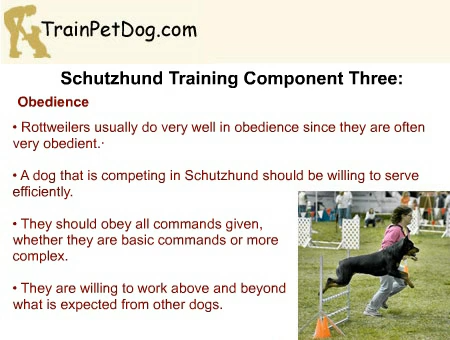 TrainPetDog.com
Schutzhund Training Component Three:
Obedience
• Rottweilers usually do very well in obedience since they are often
very obedient.·
• A dog that is competing in Schutzhund should be willing to serve
efficiently.
• They should obey all commands given,
whether they are basic commands or more
complex.
• They are willing to work above and beyond
what is expected from other dogs.